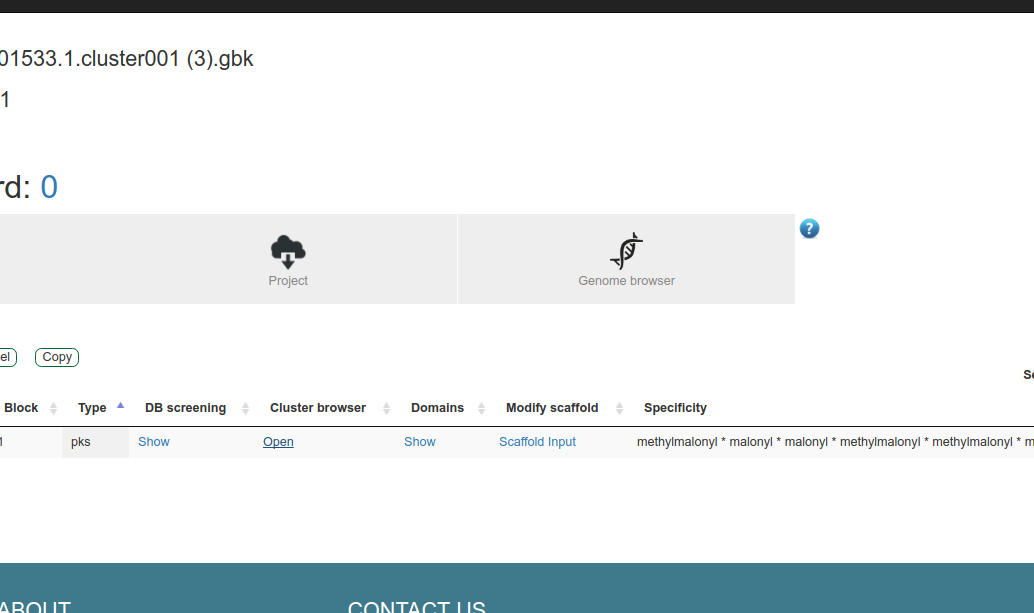 01533.1.cluster001 (3).gbk
1
rd: 0
?
Project Genome browser
el Copy
Se
Block Type DB screening Cluster browser Domains Modify scaffold Specificity
1 pks Show Open Show Scaffold Input methylmalonyl * malonyl * malonyl * methylmalonyl * methylmalonyl * m
ABOUT CONTACT US